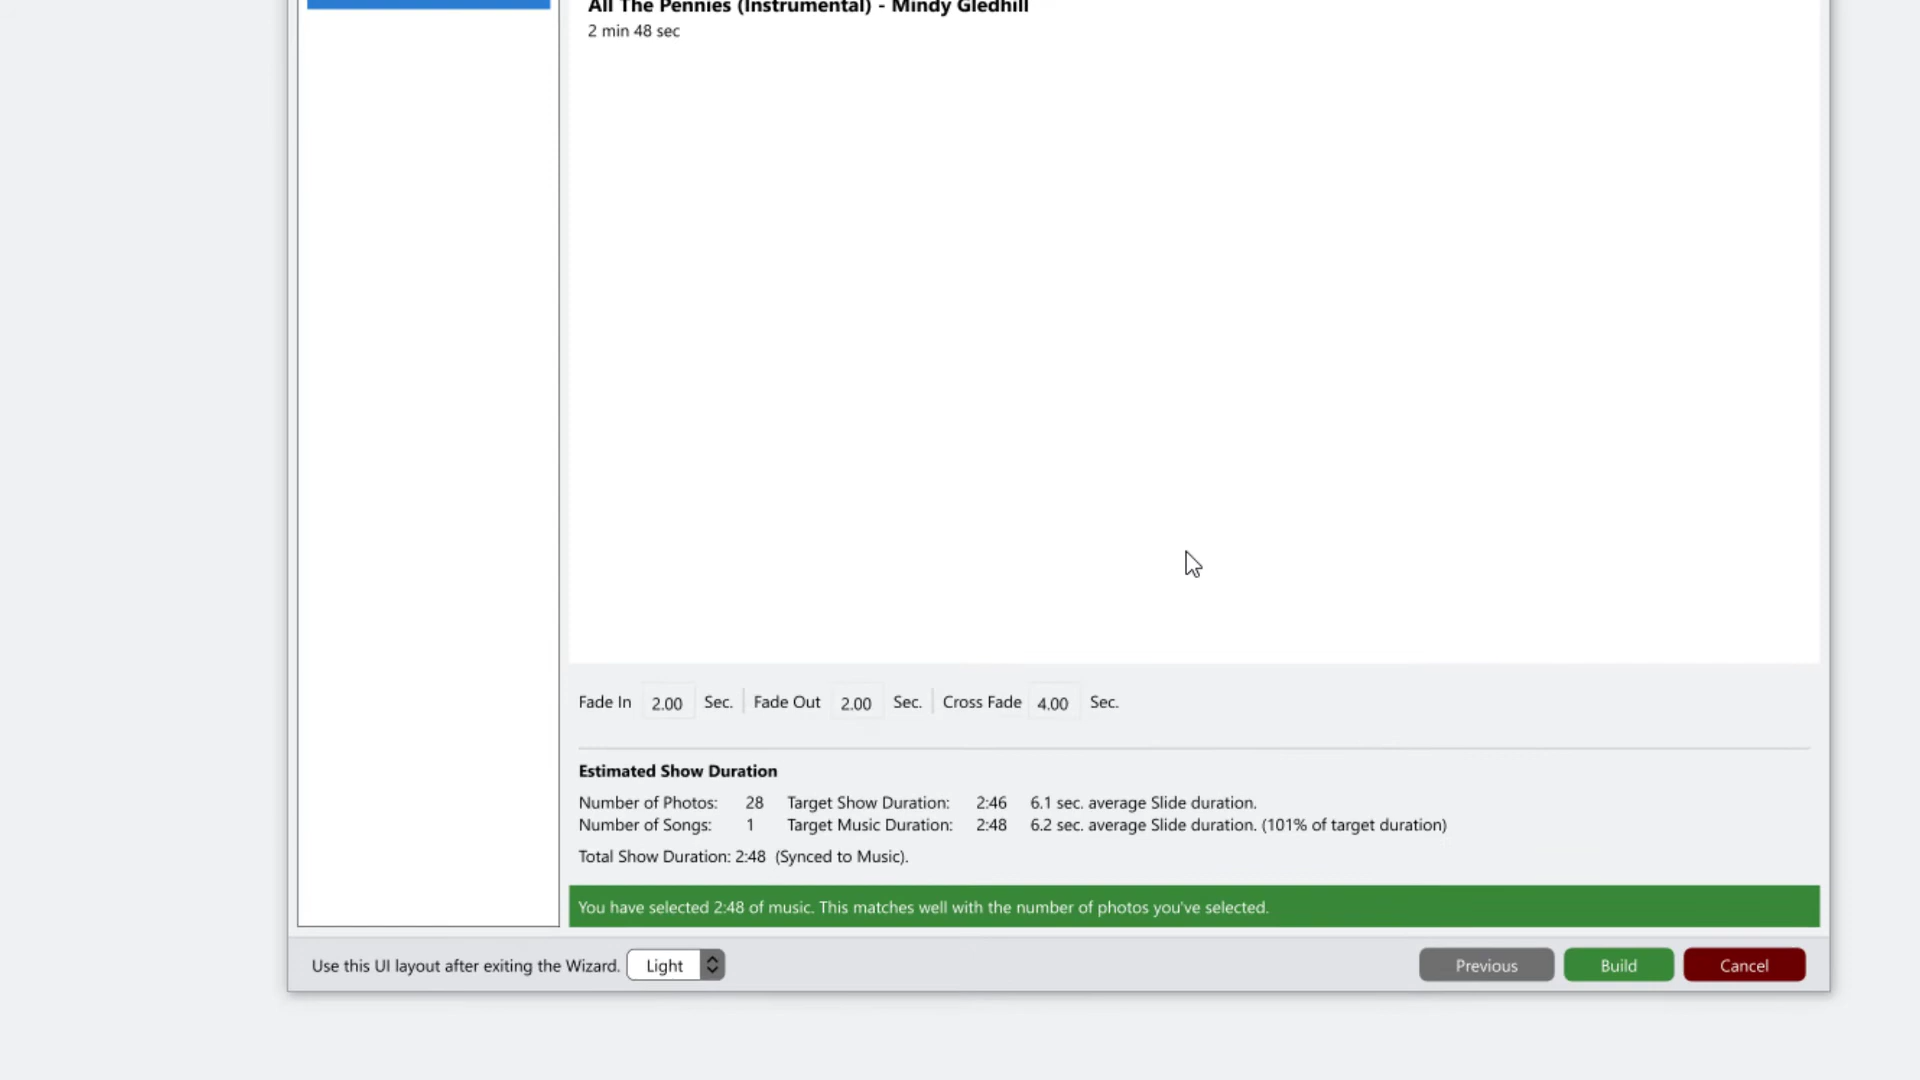 All The Pennies (Instrumental) - Mindy Gledhill
2 min 48 sec
Fade In 2.00 Sec. Fade Out 2.00 Sec. Cross Fade 4.00 Sec.
Estimated Show Duration
Number of Photos: 28 Target Show Duration: 2:46 6.1 sec. average Slide duration.
Number of Songs: 1 Target Music Duration: 2:48 6.2 sec. average Slide duration. (101% of target duration)
Total Show Duration: 2:48 (Synced to Music).
You have selected 2:48 of music. This matches well with the number of photos you've selected.
Use this UI layout after exiting the Wizard. Light Previous Build Cancel